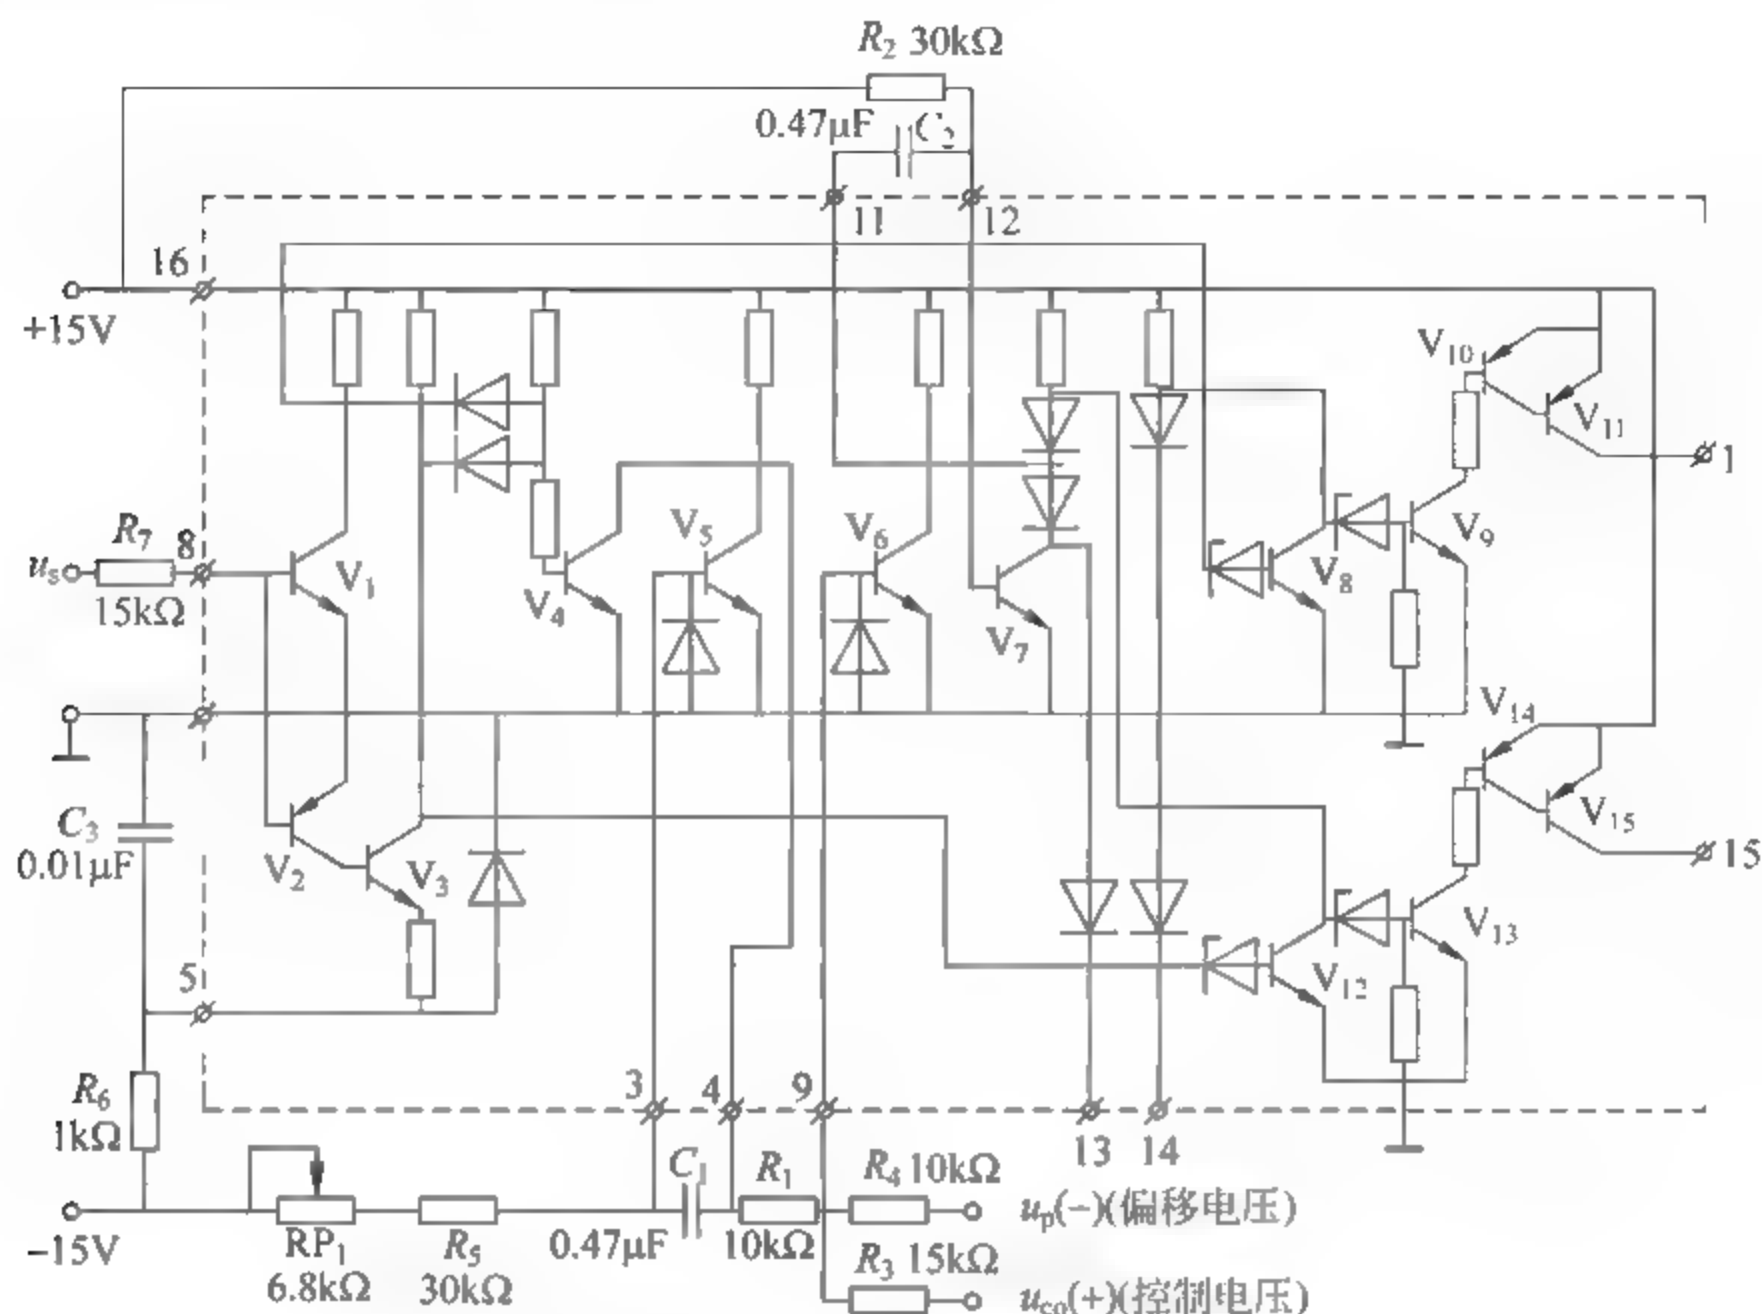 R₂ 30kΩ
0.47μF C₂
11 12
16
+15V
V₁₀
V₁₁
1
R₇ 8
uₛ
15kΩ
V₁
V₄
V₅
V₆
V₇
V₈
V₉
V₁₄
C₃
0.01μF
V₂
V₃
V₁₅
15
V₁₃
V₁₂
5
R₆
1kΩ
3 4 9
13 14
C₁ R₁ R₄ 10kΩ
uₚ(−)(偏移电压)
−15V
RP₁ R₅ 0.47μF 10kΩ R₃ 15kΩ
6.8kΩ 30kΩ
u_co(+)(控制电压)